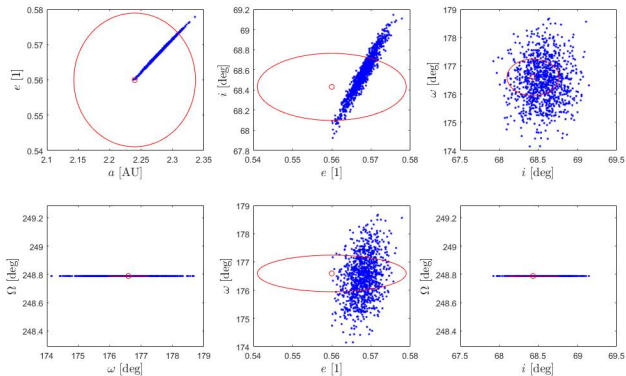 0.58
0.57
0.56
0.55
0.54
2.1 2.15 2.2 2.25 2.3 2.35
a [AU]
e [1]
69.2
69
68.8
68.6
68.4
68.2
68
67.8
0.54 0.55 0.56 0.57 0.58
e [1]
i [deg]
179
178
177
176
175
174
67.5 68 68.5 69 69.5
i [deg]
ω [deg]
249.2
249
248.8
248.6
248.4
174 175 176 177 178 179
ω [deg]
Ω [deg]
179
178
177
176
175
174
0.54 0.55 0.56 0.57 0.58
e [1]
ω [deg]
249.2
249
248.8
248.6
248.4
67.5 68 68.5 69 69.5
i [deg]
Ω [deg]